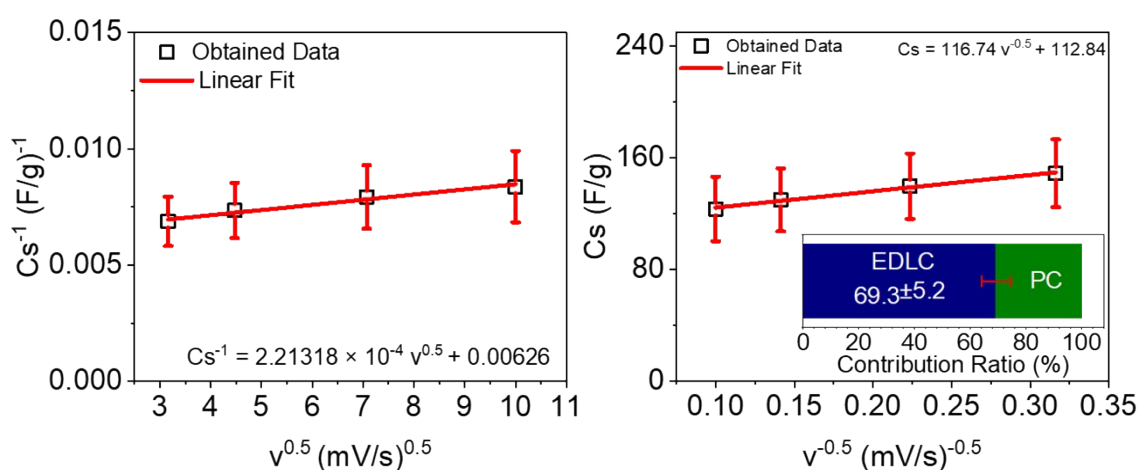 0.015
0.010
0.005
0.000
Cs⁻¹ (F/g)⁻¹
Obtained Data
Linear Fit
Cs⁻¹ = 2.21318 × 10⁻⁴ v⁰·⁵ + 0.00626
3 4 5 6 7 8 9 10 11
v⁰·⁵ (mV/s)⁰·⁵
240
160
80
0
Cs (F/g)
Obtained Data
Linear Fit
Cs = 116.74 v⁻⁰·⁵ + 112.84
EDLC
69.3±5.2
PC
0 20 40 60 80 100
Contribution Ratio (%)
0.10 0.15 0.20 0.25 0.30 0.35
v⁻⁰·⁵ (mV/s)⁻⁰·⁵